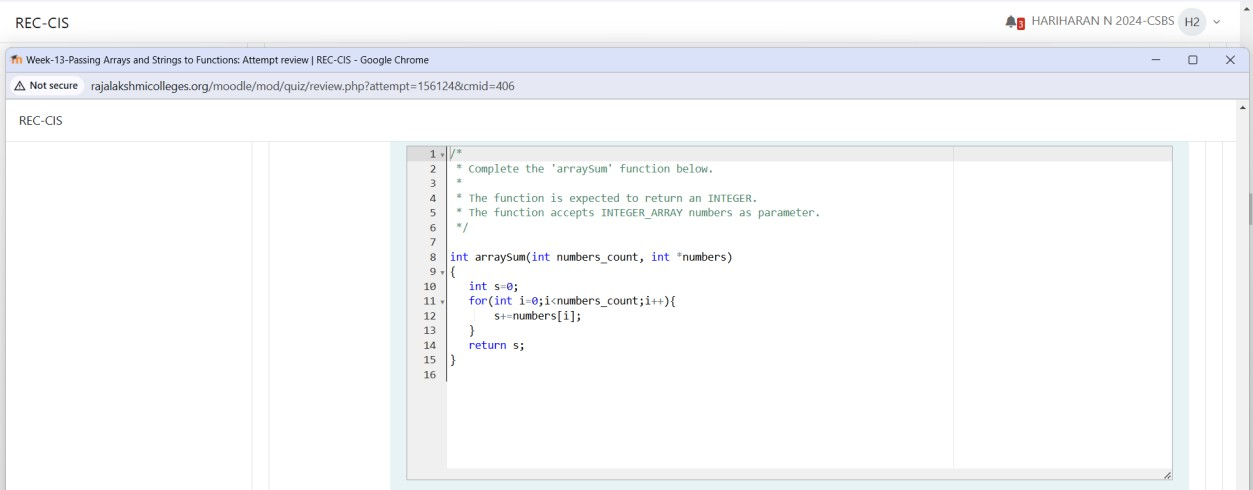 REC-CIS
3
HARIHARAN N 2024-CSBS
H2
Week-13-Passing Arrays and Strings to Functions: Attempt review | REC-CIS - Google Chrome
Not secure
rajalakshmicolleges.org/moodle/mod/quiz/review.php?attempt=156124&cmid=406
REC-CIS
1 /*
2  * Complete the 'arraySum' function below.
3  *
4  * The function is expected to return an INTEGER.
5  * The function accepts INTEGER_ARRAY numbers as parameter.
6  */
7
8 int arraySum(int numbers_count, int *numbers)
9 {
10    int s=0;
11    for(int i=0;i<numbers_count;i++){
12        s+=numbers[i];
13    }
14    return s;
15 }
16